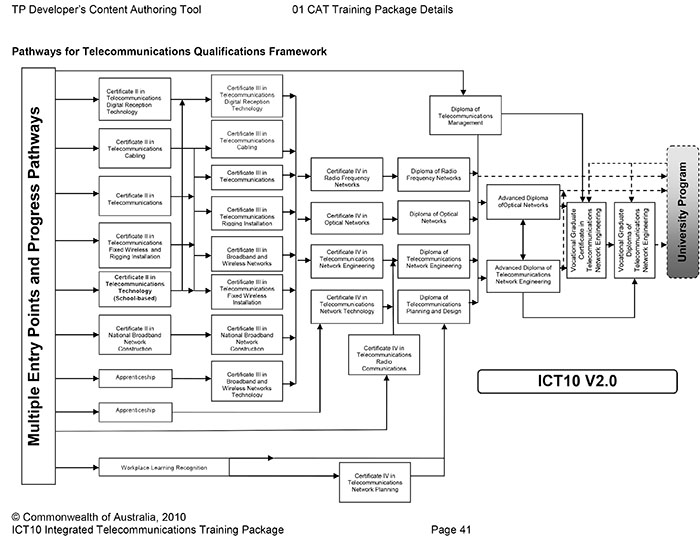 TP Developer's Content Authoring Tool
01 CAT Training Package Details
Pathways for Telecommunications Qualifications Framework
Multiple Entry Points and Progress Pathways
Certificate II in
Telecommunications
Digital Reception
Technology
Certificate II in
Telecommunications
Cabling
Certificate II in
Telecommunications
Certificate II in
Telecommunications
Fixed Wireless and
Rigging Installation
Certificate II in
Telecommunications
Technology
(School-based)
Certificate II in
National Broadband
Network
Construction
Apprenticeship
Apprenticeship
Workplace Learning Recognition
Certificate III in
Telecommunications
Digital Reception
Technology
Certificate III in
Telecommunications
Cabling
Certificate III in
Telecommunications
Certificate III in
Telecommunications
Rigging Installation
Certificate III in
Broadband and
Wireless Networks
Certificate III in
Telecommunications
Fixed Wireless
Installation
Certificate III in
National Broadband
Network
Construction
Certificate III in
Broadband and
Wireless Networks
Technology
Certificate IV in
Radio Frequency
Networks
Certificate IV in
Optical Networks
Certificate IV in
Telecommunications
Network Engineering
Certificate IV in
Telecommunications
Network Technology
Certificate IV in
Telecommunications
Radio
Communications
Certificate IV in
Telecommunications
Network Planning
Diploma of
Telecommunications
Management
Diploma of Radio
Frequency Networks
Diploma of Optical
Networks
Diploma of
Telecommunications
Network Engineering
Diploma of
Telecommunications
Planning and Design
Advanced Diploma
ofOptical Networks
Advanced Diploma of
Telecommunications
Network Engineering
Vocational Graduate
Certificate in
Telecommunications
Network Engineering
Vocational Graduate
Diploma of
Telecommunications
Network Engineering
University Program
ICT10 V2.0
© Commonwealth of Australia, 2010
ICT10 Integrated Telecommunications Training Package
Page 41